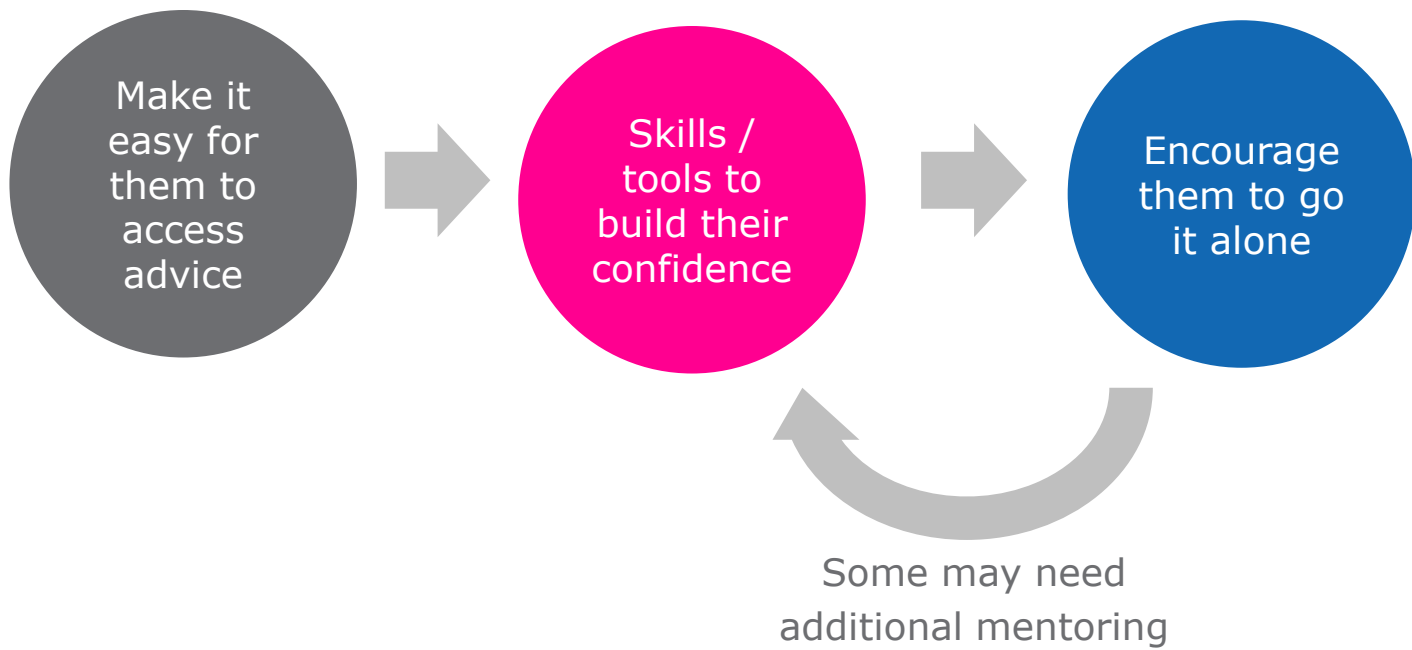 Make it
easy for
them to
access
advice
Skills /
tools to
build their
confidence
Encourage
them to go
it alone
Some may need
additional mentoring